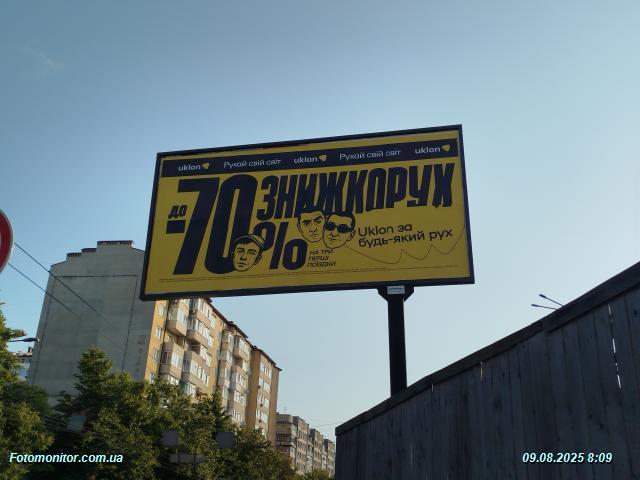 uklon Рухай свій світ uklon Рухай свій світ uklon
до -70% ЗНИЖКОРУХ
Uklon за
будь-який рух
НА ТРИ
ПЕРШІ
ПОЇЗДКИ
Fotomonitor.com.ua
09.08.2025 8:09